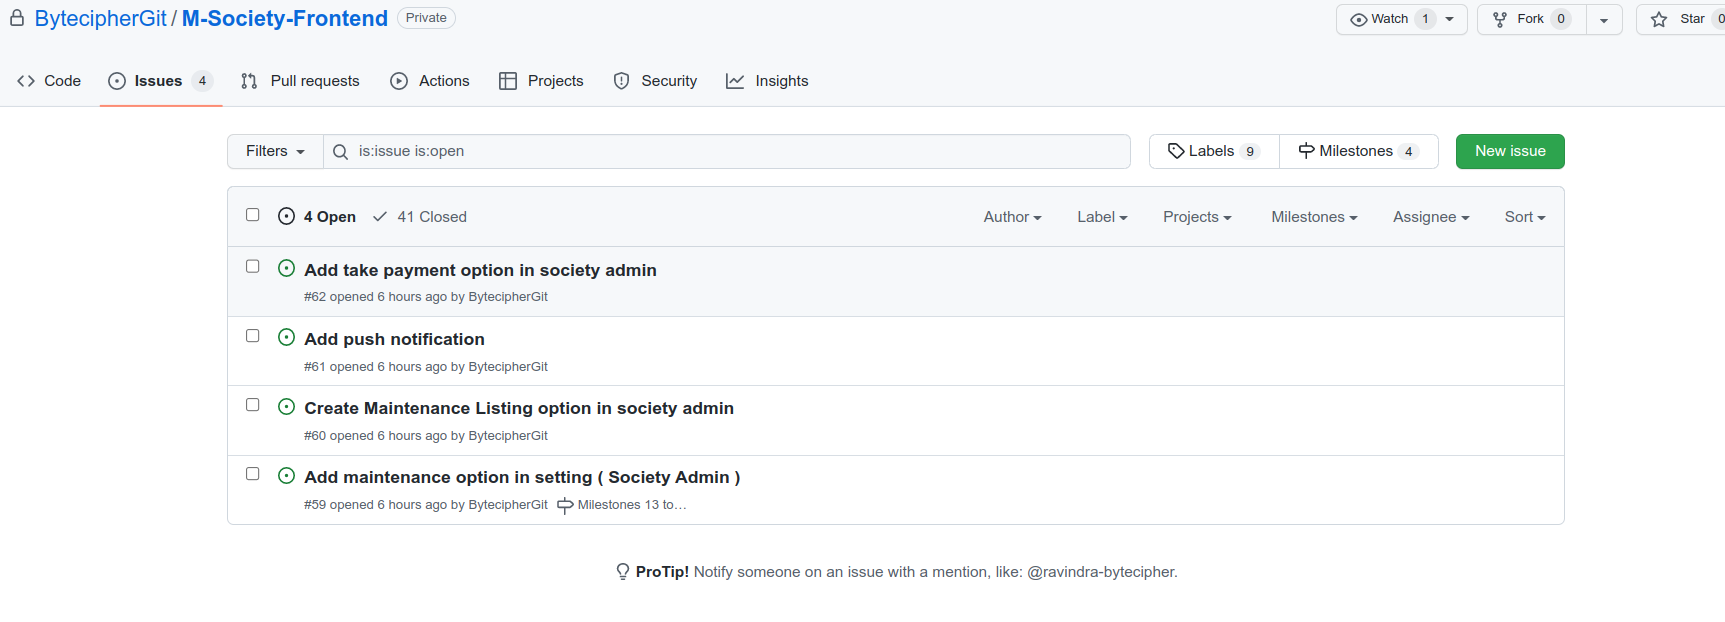 BytecipherGit / M-Society-Frontend Private Watch 1 Fork 0 Star 0
Code Issues 4 Pull requests Actions Projects Security Insights
Filters is:issue is:open Labels 9 Milestones 4 New issue
4 Open 41 Closed Author Label Projects Milestones Assignee Sort
Add take payment option in society admin
#62 opened 6 hours ago by BytecipherGit
Add push notification
#61 opened 6 hours ago by BytecipherGit
Create Maintenance Listing option in society admin
#60 opened 6 hours ago by BytecipherGit
Add maintenance option in setting ( Society Admin )
#59 opened 6 hours ago by BytecipherGit Milestones 13 to…
ProTip! Notify someone on an issue with a mention, like: @ravindra-bytecipher.